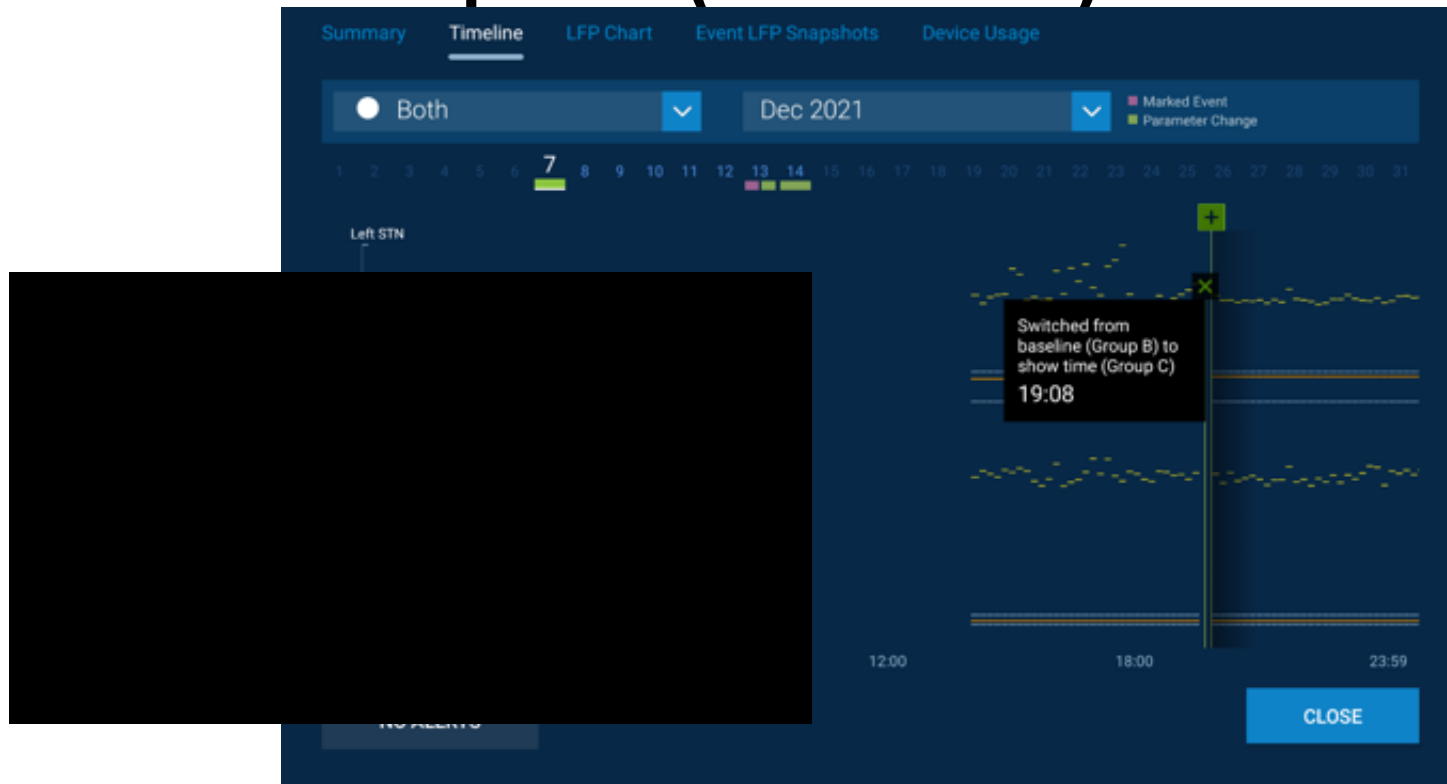 Summary Timeline LFP Chart Event LFP Snapshots Device Usage
Both Dec 2021
Marked Event
Parameter Change
1 2 3 4 5 6 7 8 9 10 11 12 13 14 15 16 17 18 19 20 21 22 23 24 25 26 27 28 29 30 31
Left STN
Switched from
baseline (Group B) to
show time (Group C)
19:08
12:00 18:00 23:59
NO ALERTS
CLOSE